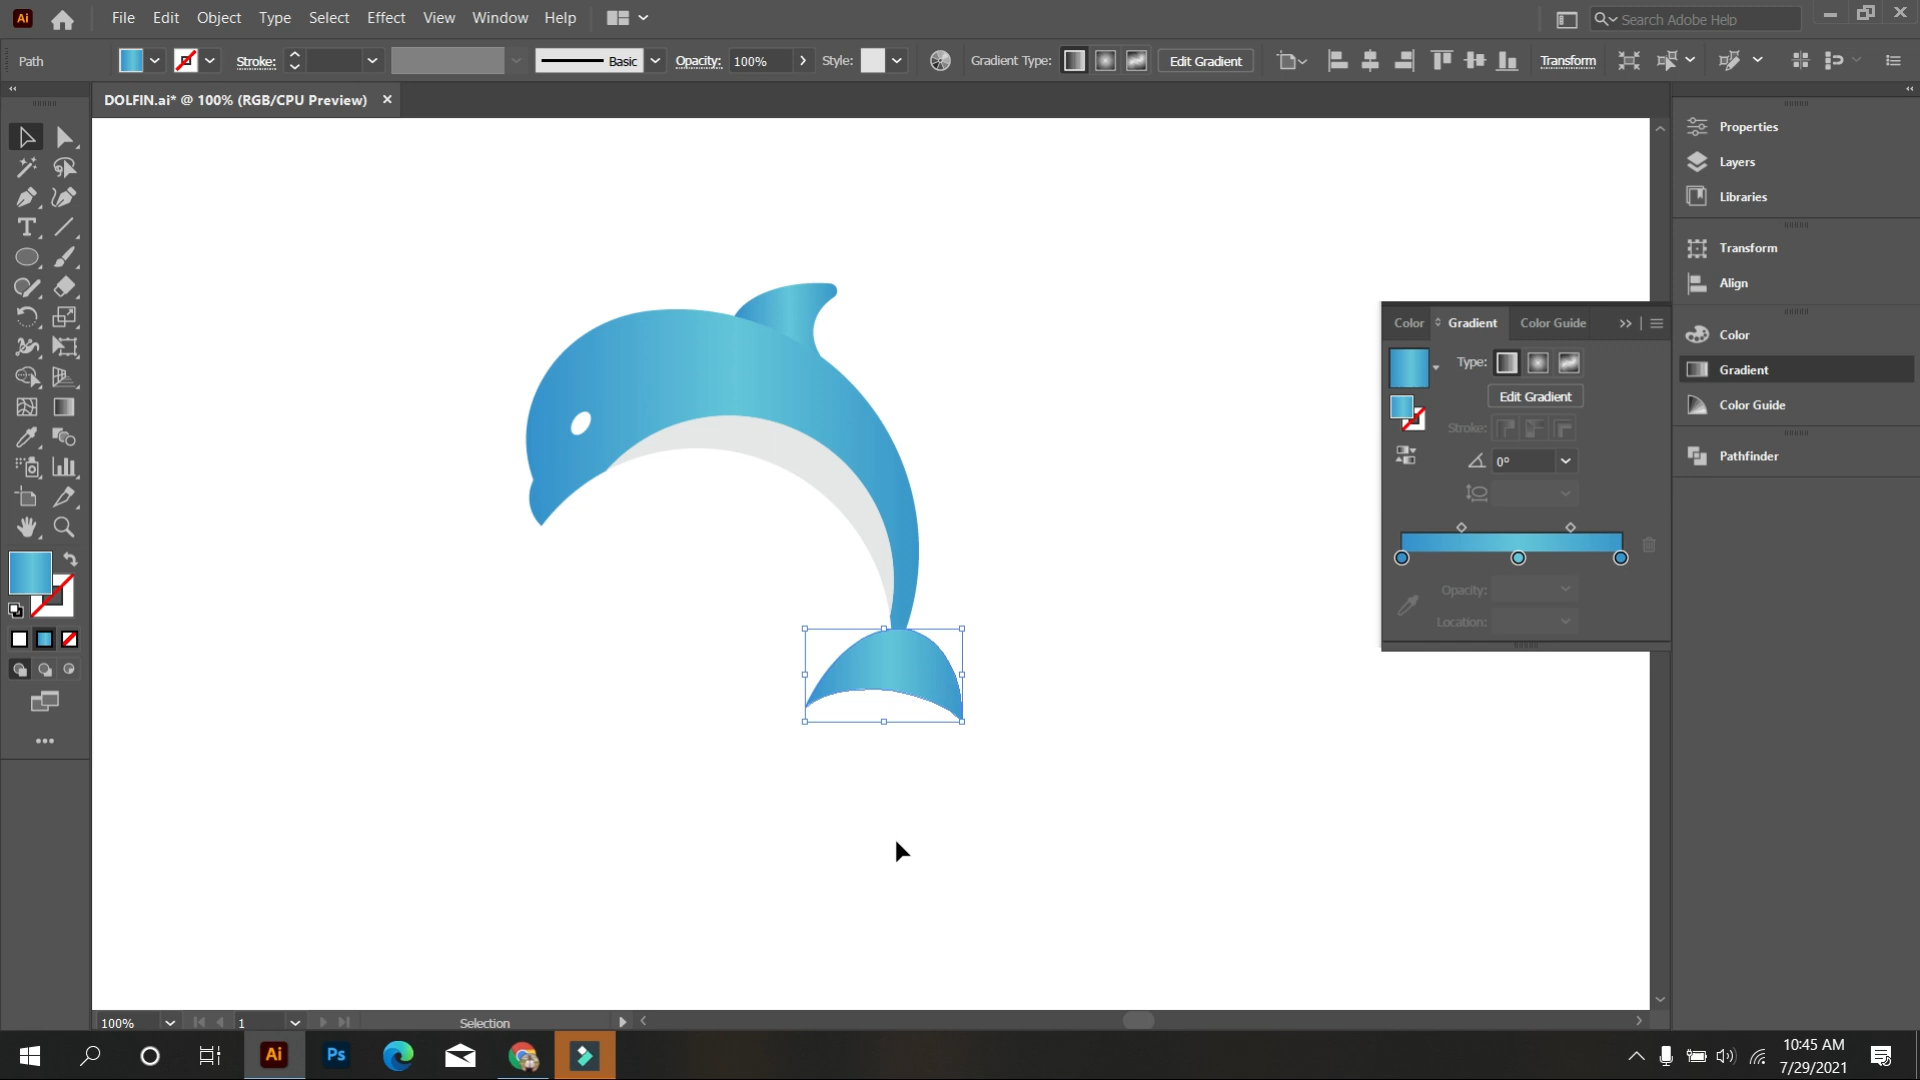 Ai File Edit Object Type Select Effect View Window Help Search Adobe Help
Path Stroke: Basic Opacity: 100% Style: Gradient Type: Edit Gradient Transform
DOLFIN.ai* @ 100% (RGB/CPU Preview)
Properties
Layers
Libraries
Transform
Align
Color Gradient Color Guide
Color
Type:
Gradient
Edit Gradient
Color Guide
Stroke:
0°
Pathfinder
Opacity:
Location:
100% 1 Selection
Ai Ps
10:45 AM
7/29/2021